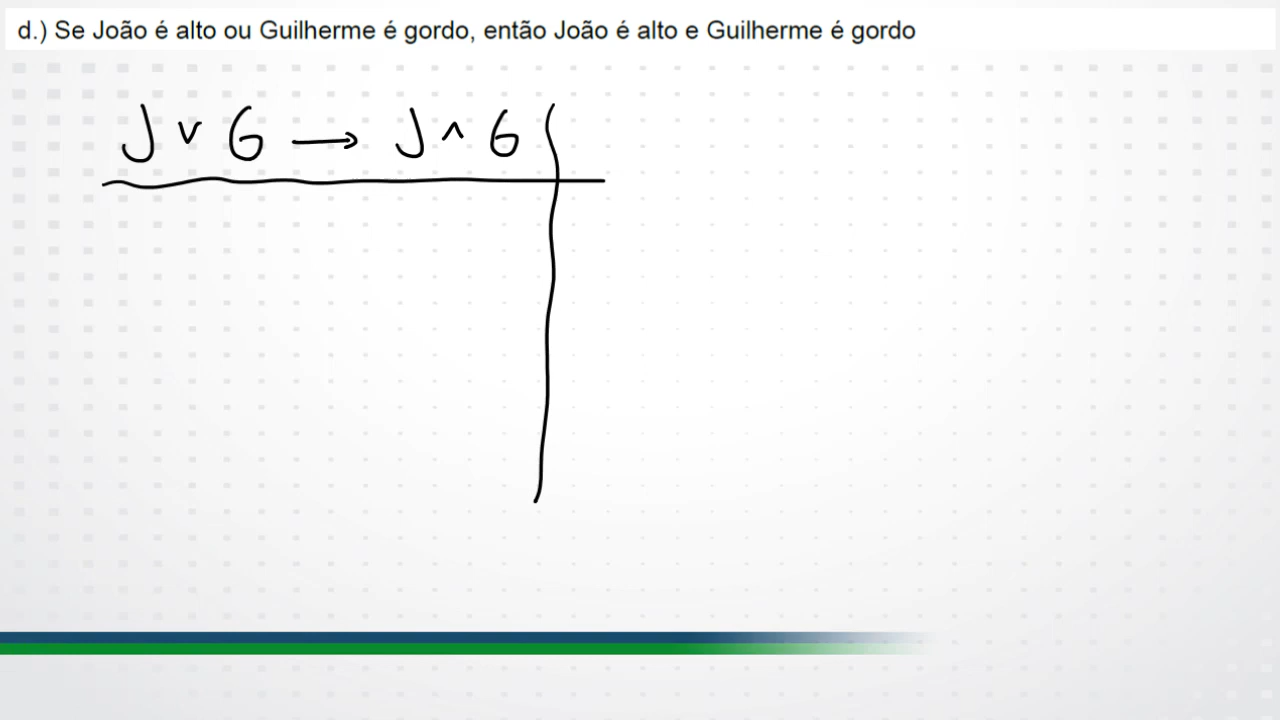 d.) Se João é alto ou Guilherme é gordo, então João é alto e Guilherme é gordo
J ∨ G → J ∧ G